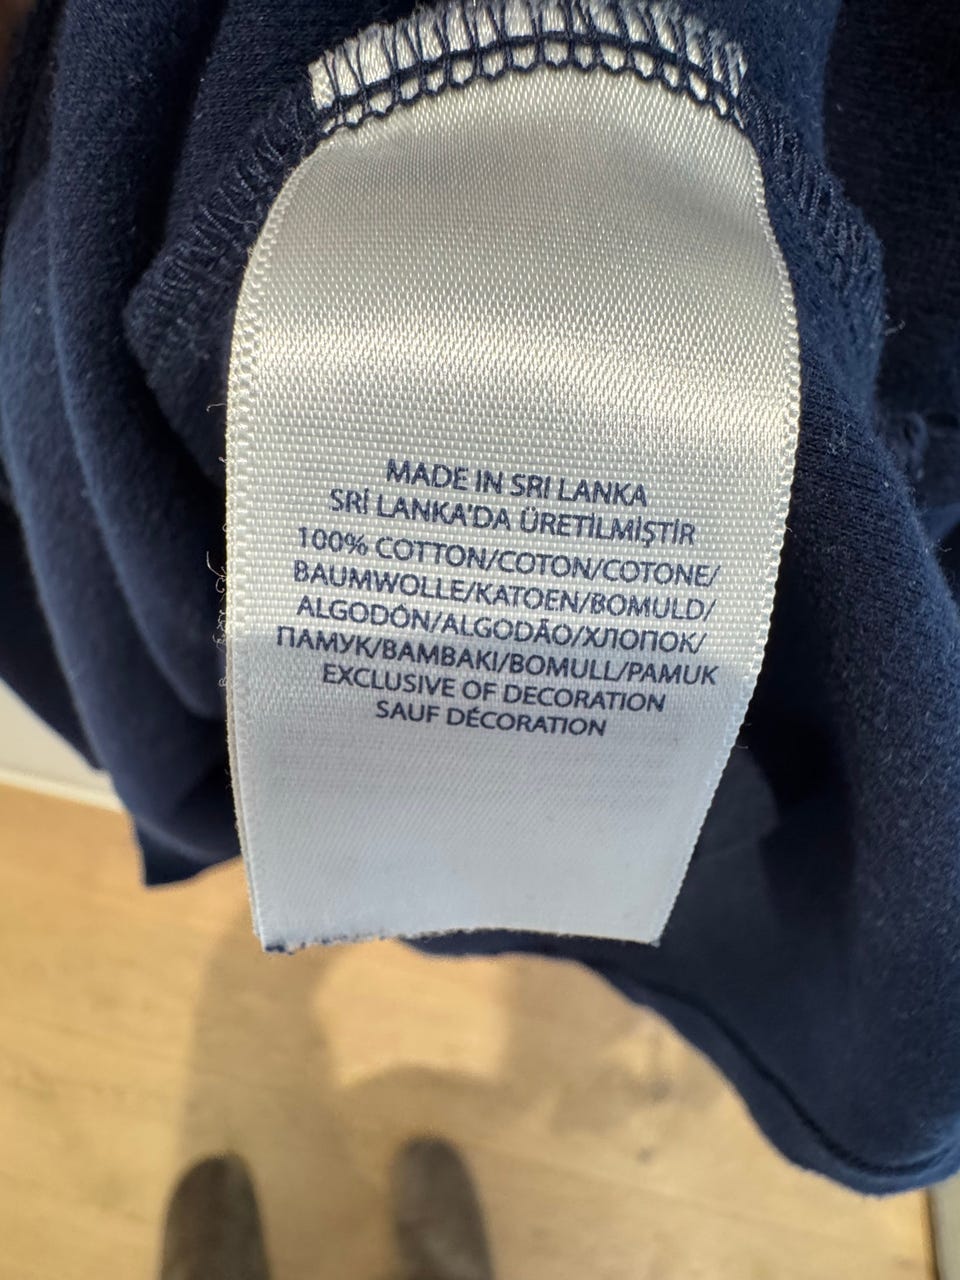 MADE IN SRI LANKA
SRİ LANKA'DA ÜRETİLMİŞTİR
100% COTTON/COTON/COTONE/
BAUMWOLLE/KATOEN/BOMULD/
ALGODÓN/ALGODÃO/ХЛОПОК/
ПАМУК/BAMBAKI/BOMULL/PAMUK
EXCLUSIVE OF DECORATION
SAUF DÉCORATION